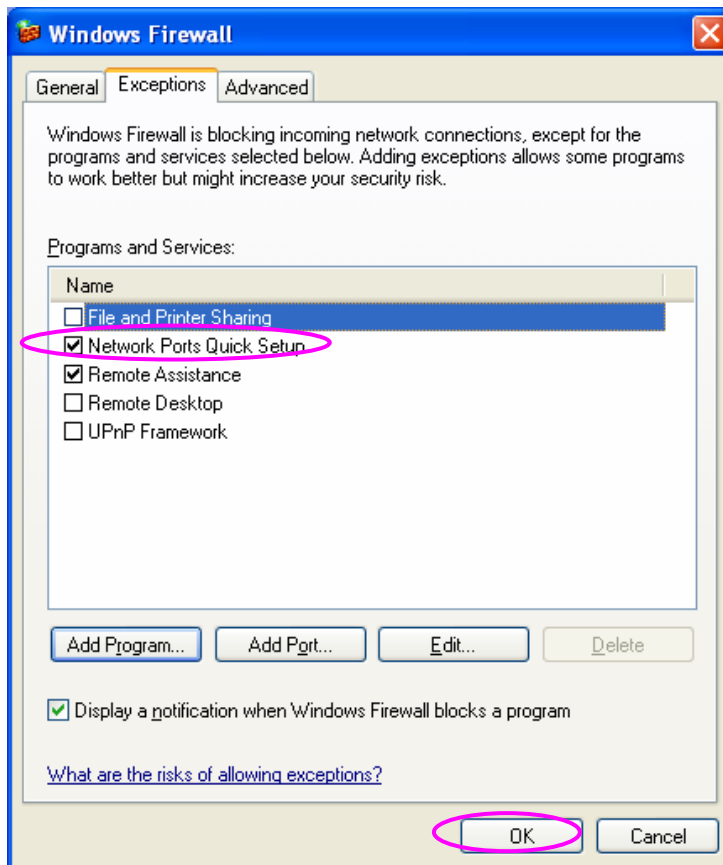 Windows Firewall
General Exceptions Advanced
Windows Firewall is blocking incoming network connections, except for the
programs and services selected below. Adding exceptions allows some programs
to work better but might increase your security risk.
Programs and Services:
Name
File and Printer Sharing
Network Ports Quick Setup
Remote Assistance
Remote Desktop
UPnP Framework
Add Program... Add Port... Edit... Delete
Display a notification when Windows Firewall blocks a program
What are the risks of allowing exceptions?
OK Cancel